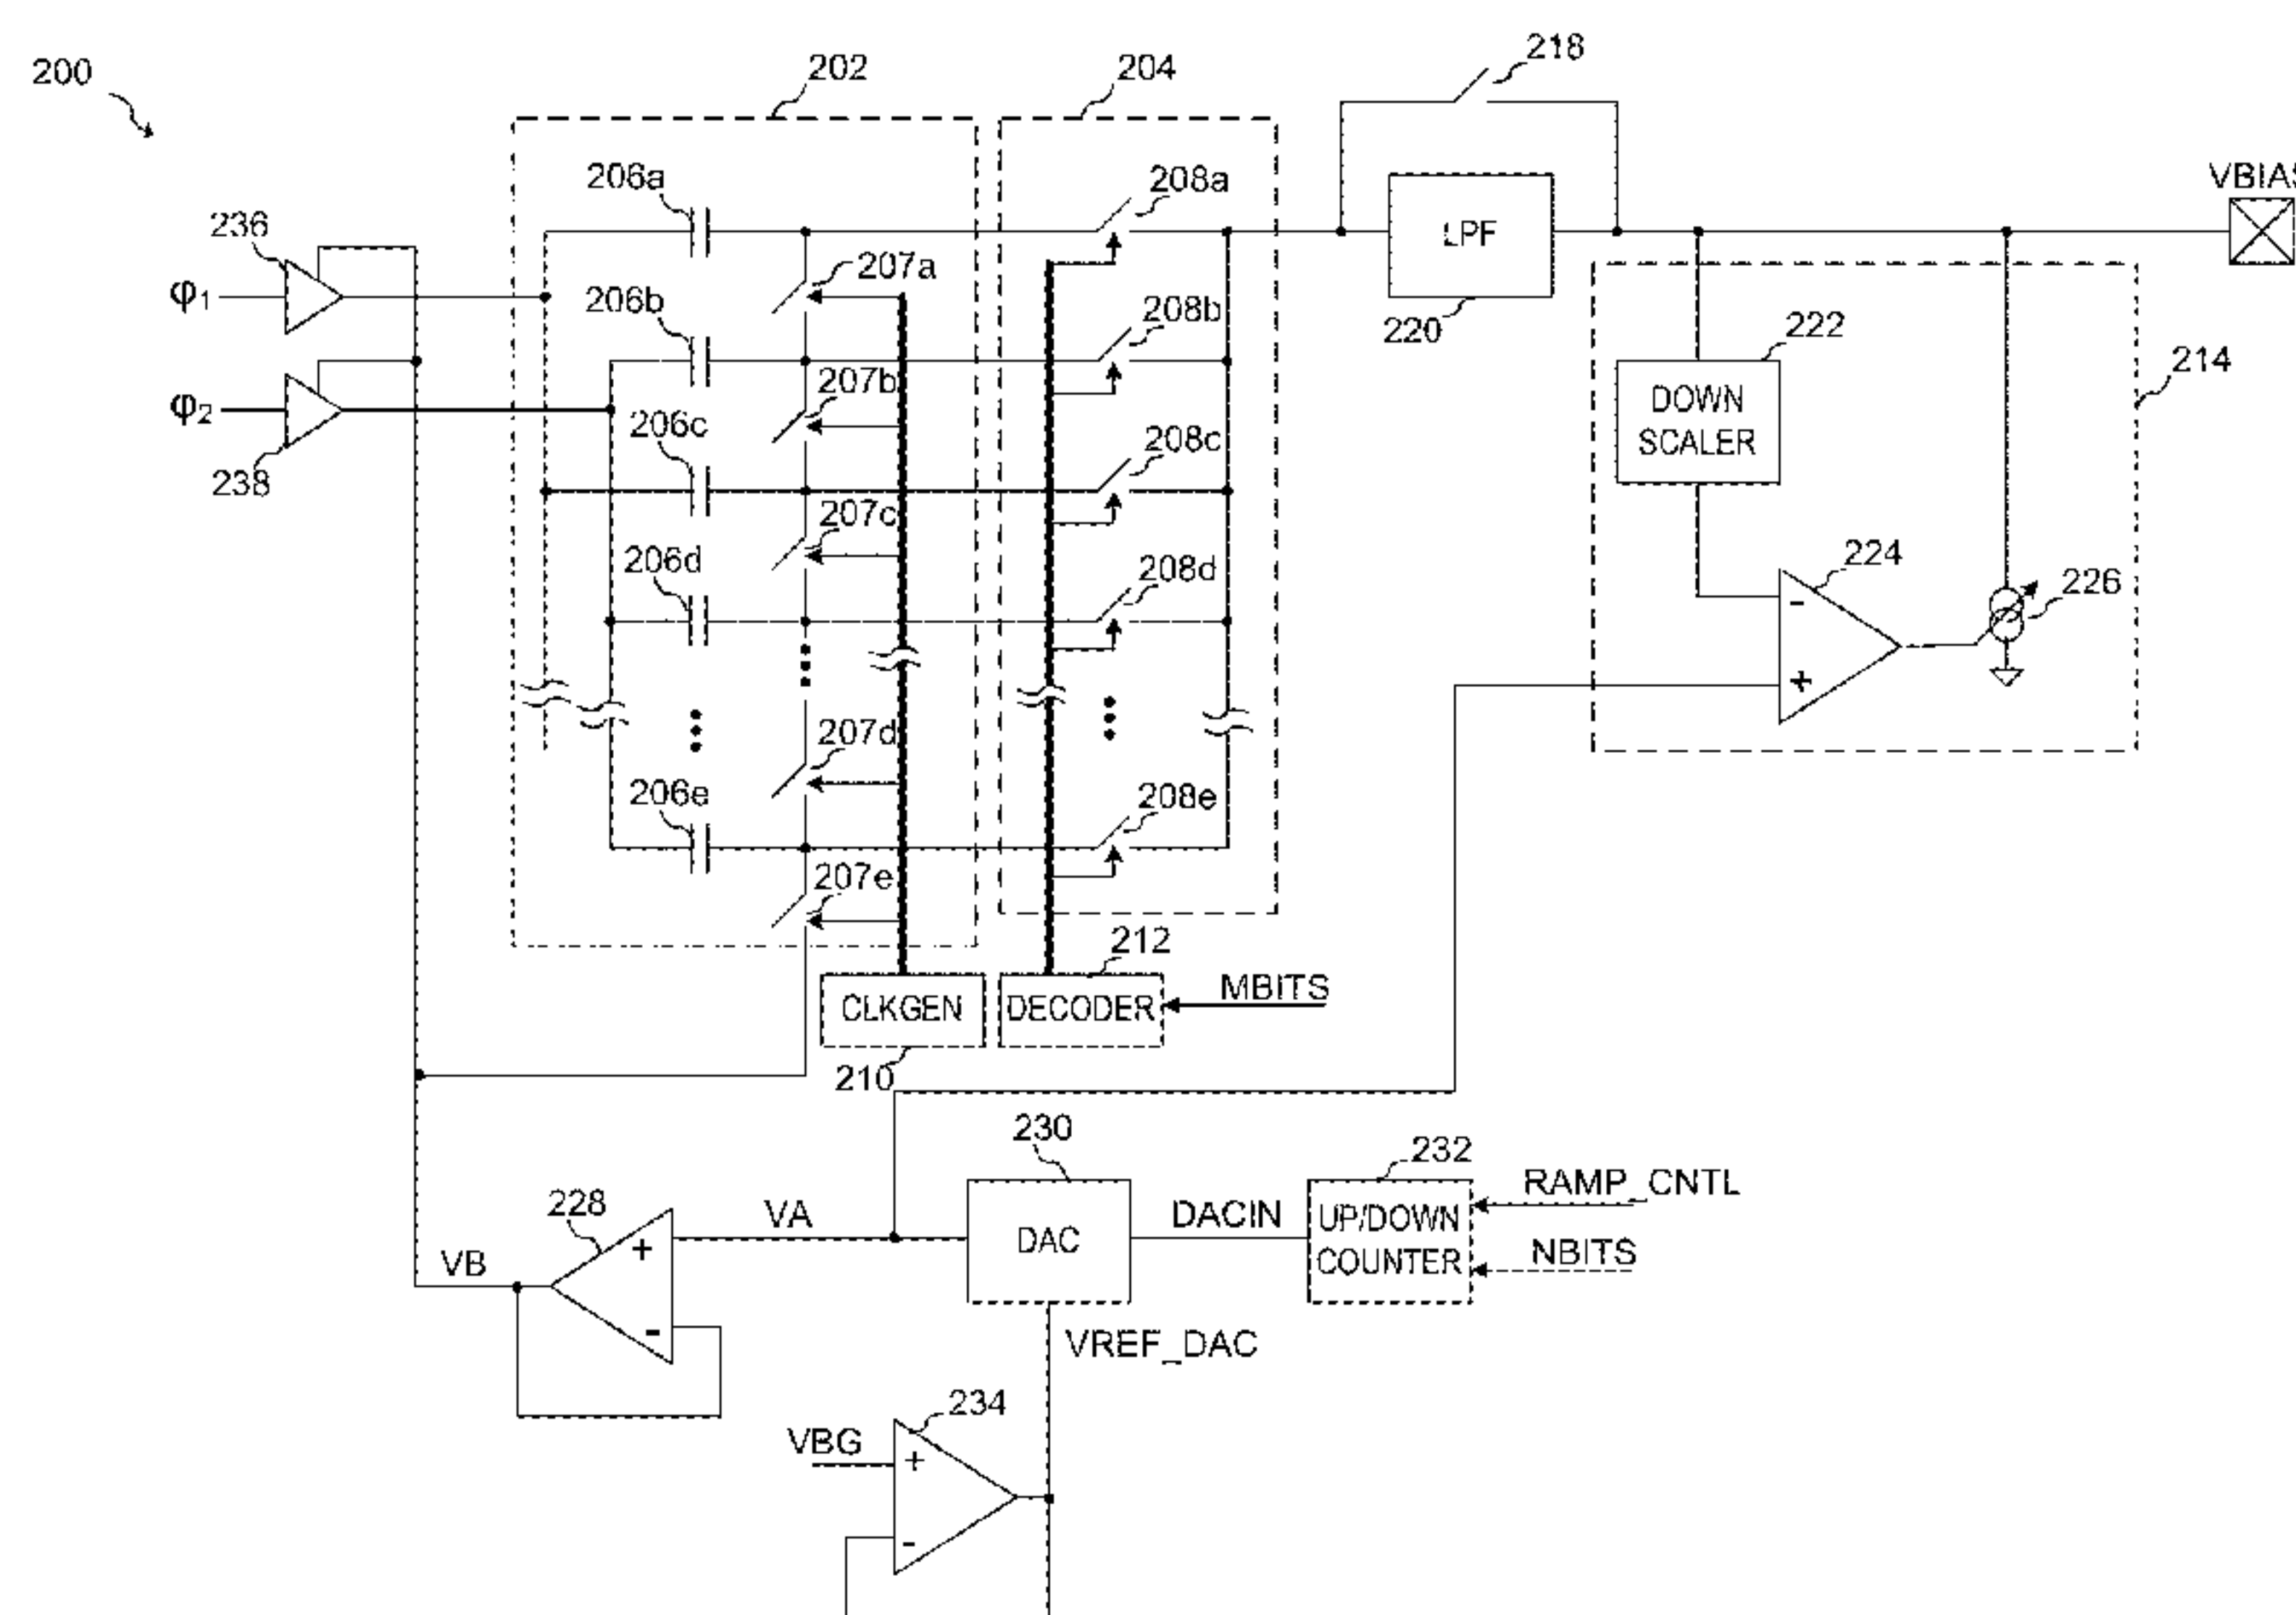 200
202
204
218
206a
208a
VBIAS
236
LPF
φ1
207a
206b
208b
220
222
214
φ2
207b
DOWN
SCALER
206c
208c
238
207c
206d
208d
224
-
226
+
207d
206e
208e
207e
212
CLKGEN
DECODER
MBITS
210
230
232
RAMP_CNTL
228
VA
DACIN
UP/DOWN
COUNTER
DAC
+
VB
NBITS
-
VREF_DAC
234
VBG
+
-